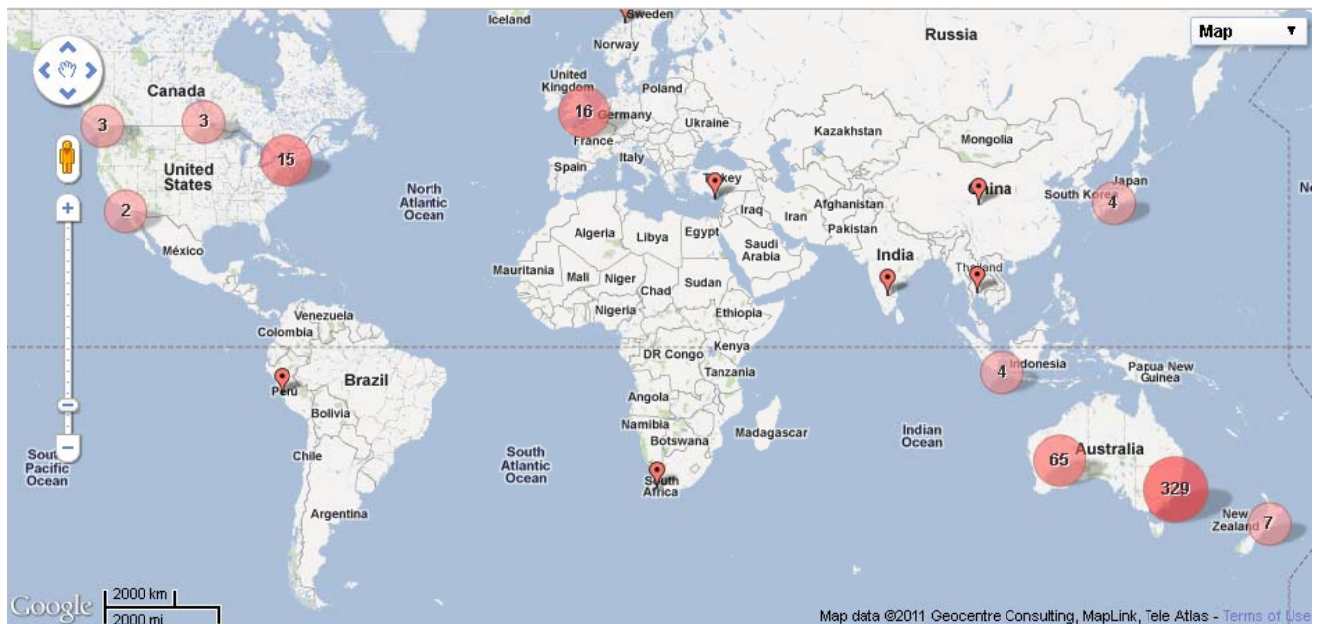 Iceland
Sweden
Norway
Russia
Map
Canada
3
3
15
2
United
States
México
North
Atlantic
Ocean
United
Kingdom
16
Poland
Germany
Ukraine
France
Spain
Italy
Kazakhstan
Mongolia
Turkey
China
Japan
South Korea
4
Iraq
Iran
Afghanistan
Pakistan
Algeria
Libya
Egypt
Saudi
Arabia
India
Thailand
Mauritania
Mali
Niger
Chad
Sudan
Nigeria
Ethiopia
Venezuela
Colombia
DR Congo
Kenya
Tanzania
4
Indonesia
Papua New
Guinea
Peru
Brazil
Bolivia
Angola
Namibia
Botswana
Madagascar
Indian
Ocean
Chile
South
Pacific
Ocean
South
Atlantic
Ocean
South
Africa
65
Australia
329
New
Zealand
7
Argentina
Google
2000 km
2000 mi
Map data ©2011 Geocentre Consulting, MapLink, Tele Atlas - Terms of Use